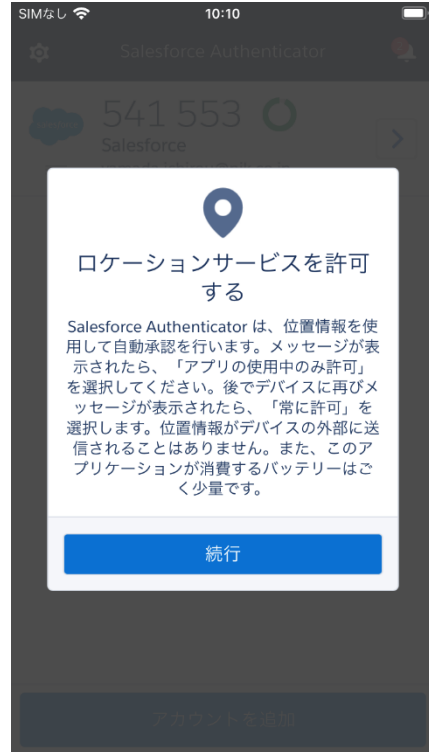 SIMなし
10:10
Salesforce Authenticator
541 553
Salesforce
ロケーションサービスを許可
する
Salesforce Authenticator は、位置情報を使
用して自動承認を行います。メッセージが表
示されたら、「アプリの使用中のみ許可」
を選択してください。後でデバイスに再びメ
ッセージが表示されたら、「常に許可」を
選択します。位置情報がデバイスの外部に送
信されることはありません。また、このア
プリケーションが消費するバッテリーはご
く少量です。
続行
アカウントを追加